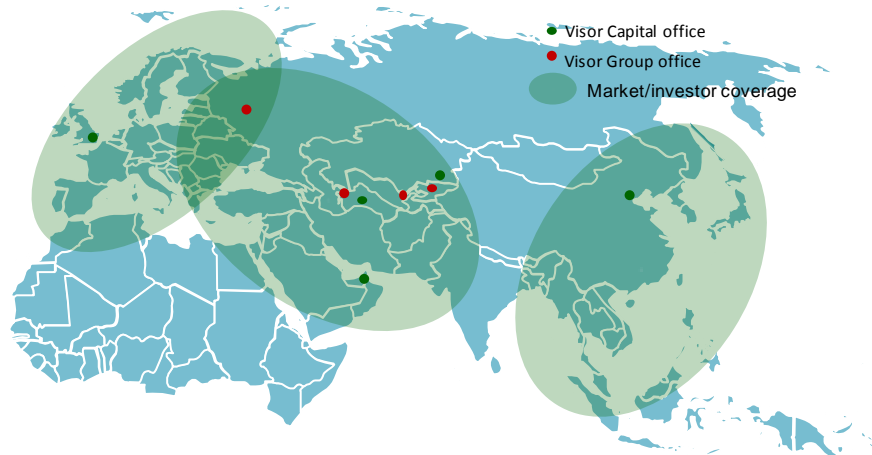 Visor Capital office
Visor Group office
Market/investor coverage